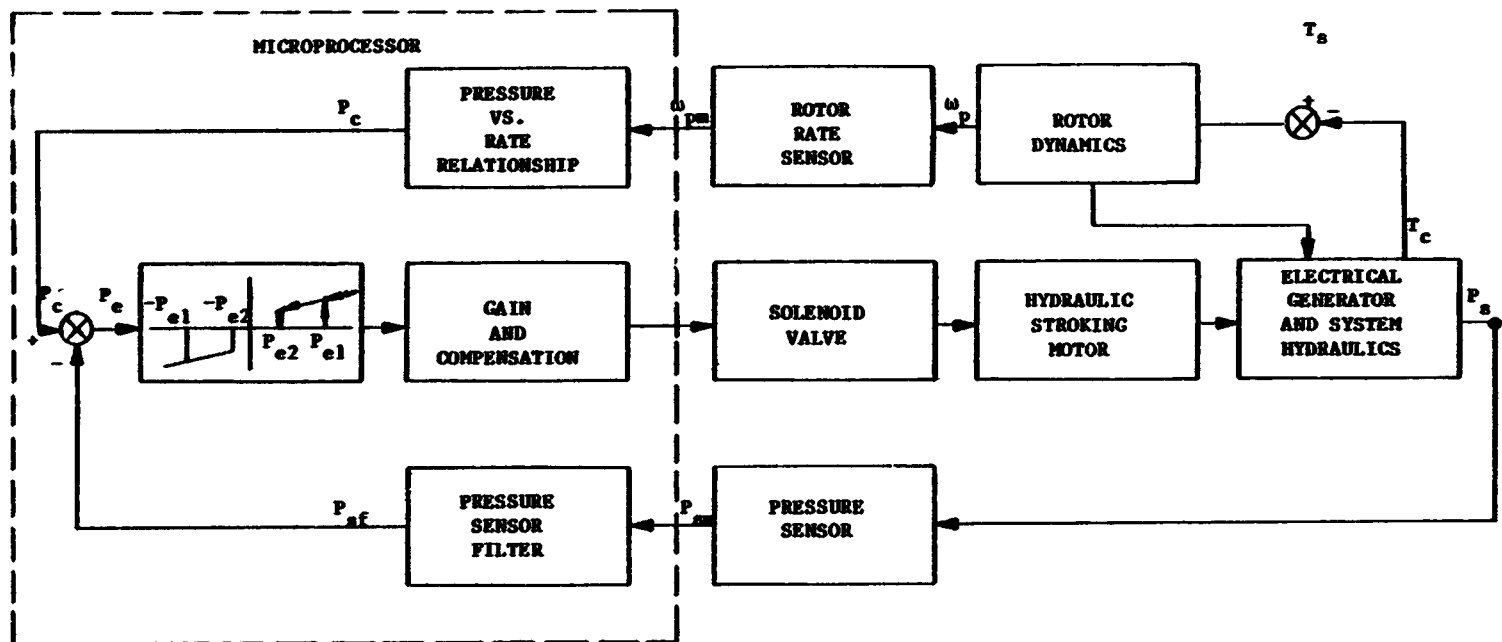 MICROPROCESSOR
T_s
P_c
PRESSURE
VS.
RATE
RELATIONSHIP
ω_pm
ROTOR
RATE
SENSOR
ω_p
ROTOR
DYNAMICS
+
-
T_c
P_c
+
-
P_e
-P_e1
-P_e2
P_e2
P_e1
GAIN
AND
COMPENSATION
SOLENOID
VALVE
HYDRAULIC
STROKING
MOTOR
ELECTRICAL
GENERATOR
AND SYSTEM
HYDRAULICS
P_s
P_sf
PRESSURE
SENSOR
FILTER
P_sm
PRESSURE
SENSOR